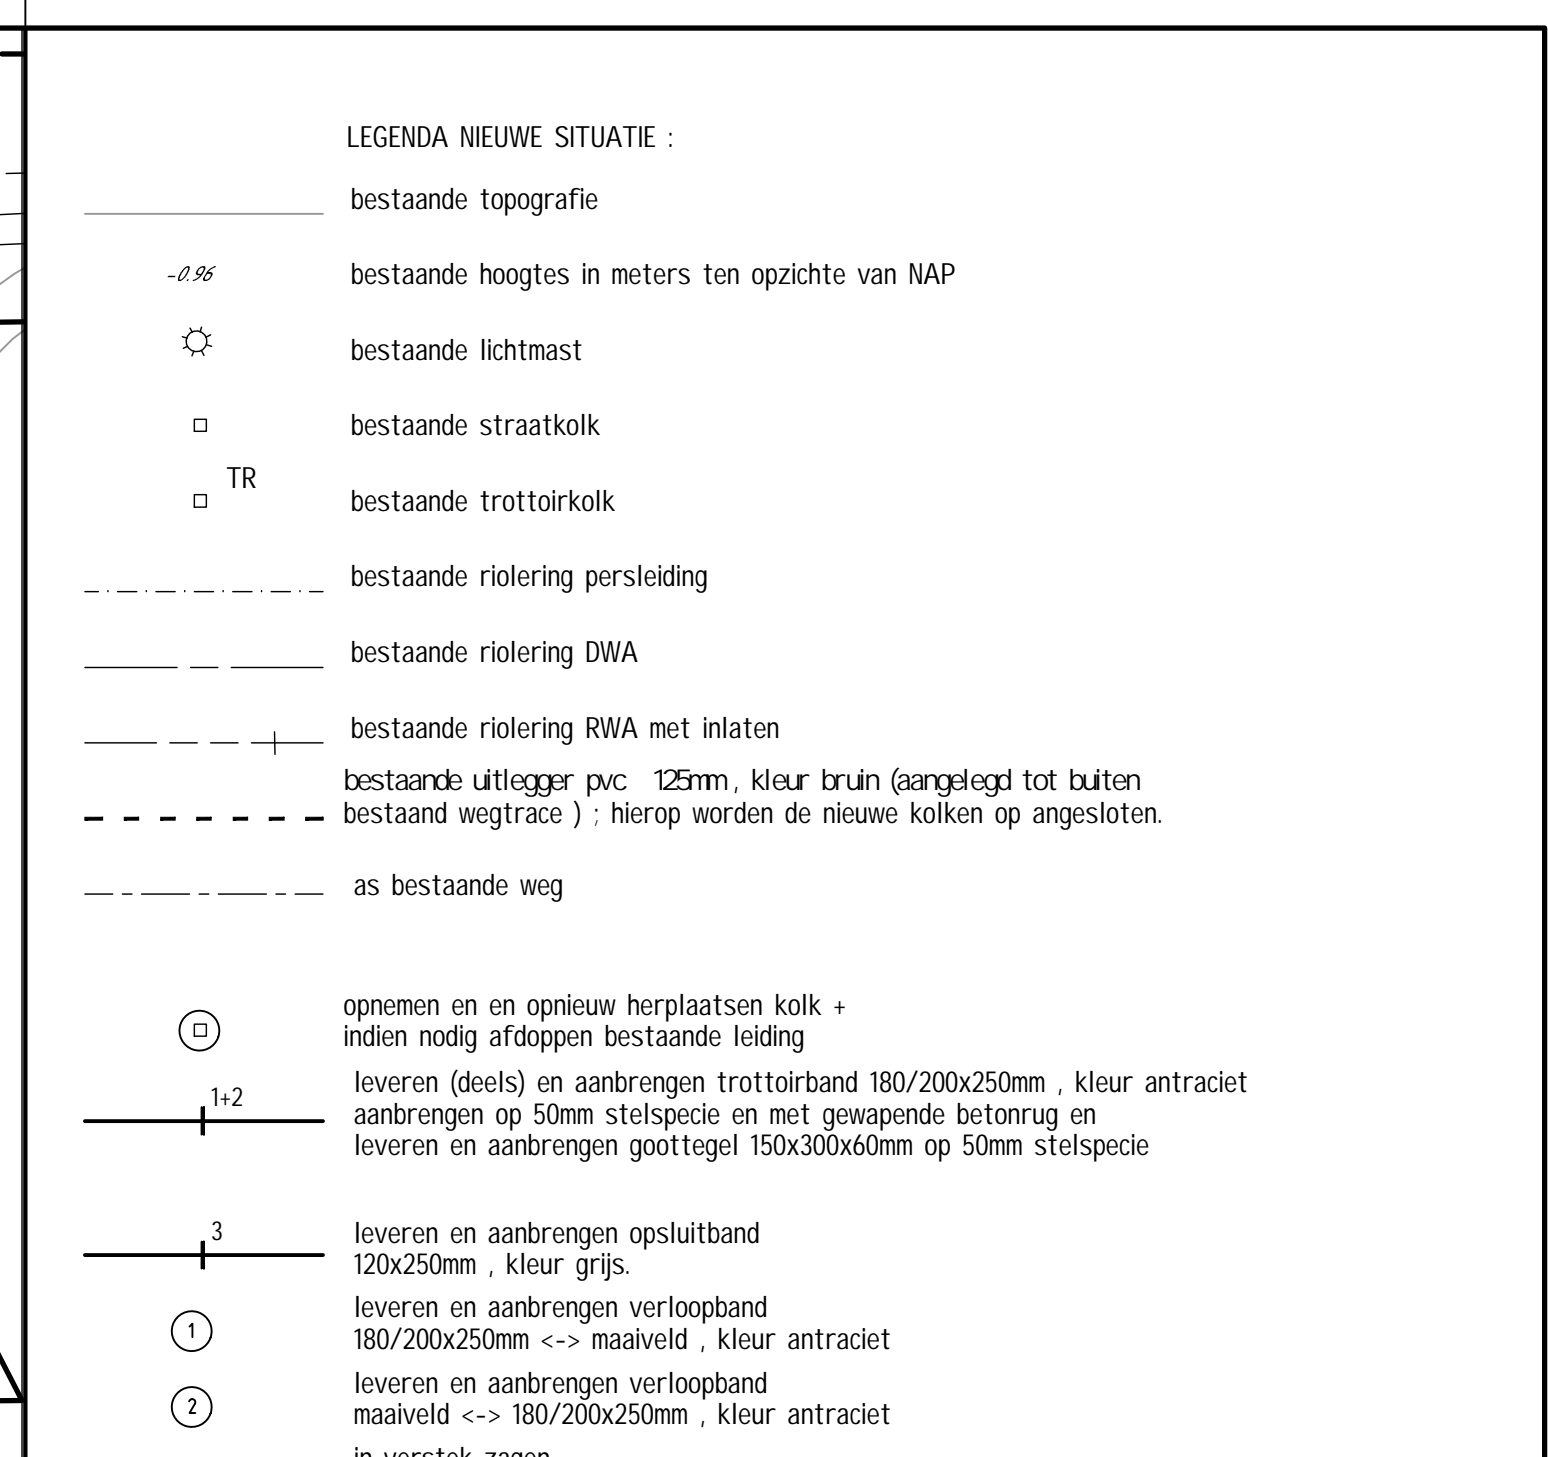 LEGENDA NIEUWE SITUATIE :
bestaande topografie
-0.96 bestaande hoogtes in meters ten opzichte van NAP
bestaande lichtmast
bestaande straatkolk
TR
bestaande trottoirkolk
bestaande riolering persleiding
bestaande riolering DWA
bestaande riolering RWA met inlaten
bestaande uitlegger pvc 125mm, kleur bruin (aangelegd tot buiten
bestaand wegtrace ) ; hierop worden de nieuwe kolken op angesloten.
as bestaande weg
opnemen en en opnieuw herplaatsen kolk +
indien nodig afdoppen bestaande leiding
leveren (deels) en aanbrengen trottoirband 180/200x250mm , kleur antraciet
1+2
aanbrengen op 50mm stelspecie en met gewapende betonrug en
leveren en aanbrengen goottegel 150x300x60mm op 50mm stelspecie
3 leveren en aanbrengen opsluitband
120x250mm , kleur grijs.
leveren en aanbrengen verloopband
1 180/200x250mm <-> maaiveld , kleur antraciet
leveren en aanbrengen verloopband
2 maaiveld <-> 180/200x250mm , kleur antraciet
in verstek zagen